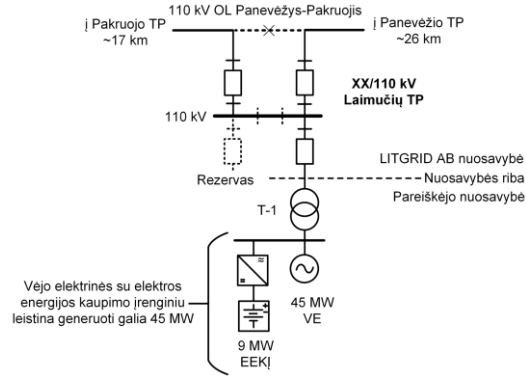 110 kV OL Panevėžys-Pakruojis
į Pakruojo TP
~17 km
į Panevėžio TP
~26 km
XX/110 kV
Laimučių TP
110 kV
Rezervas
LITGRID AB nuosavybė
Nuosavybės riba
Pareiškėjo nuosavybė
T-1
Vėjo elektrinės su elektros
energijos kaupimo įrenginiu
leistina generuoti galia 45 MW
45 MW
VE
9 MW
EEKĮ